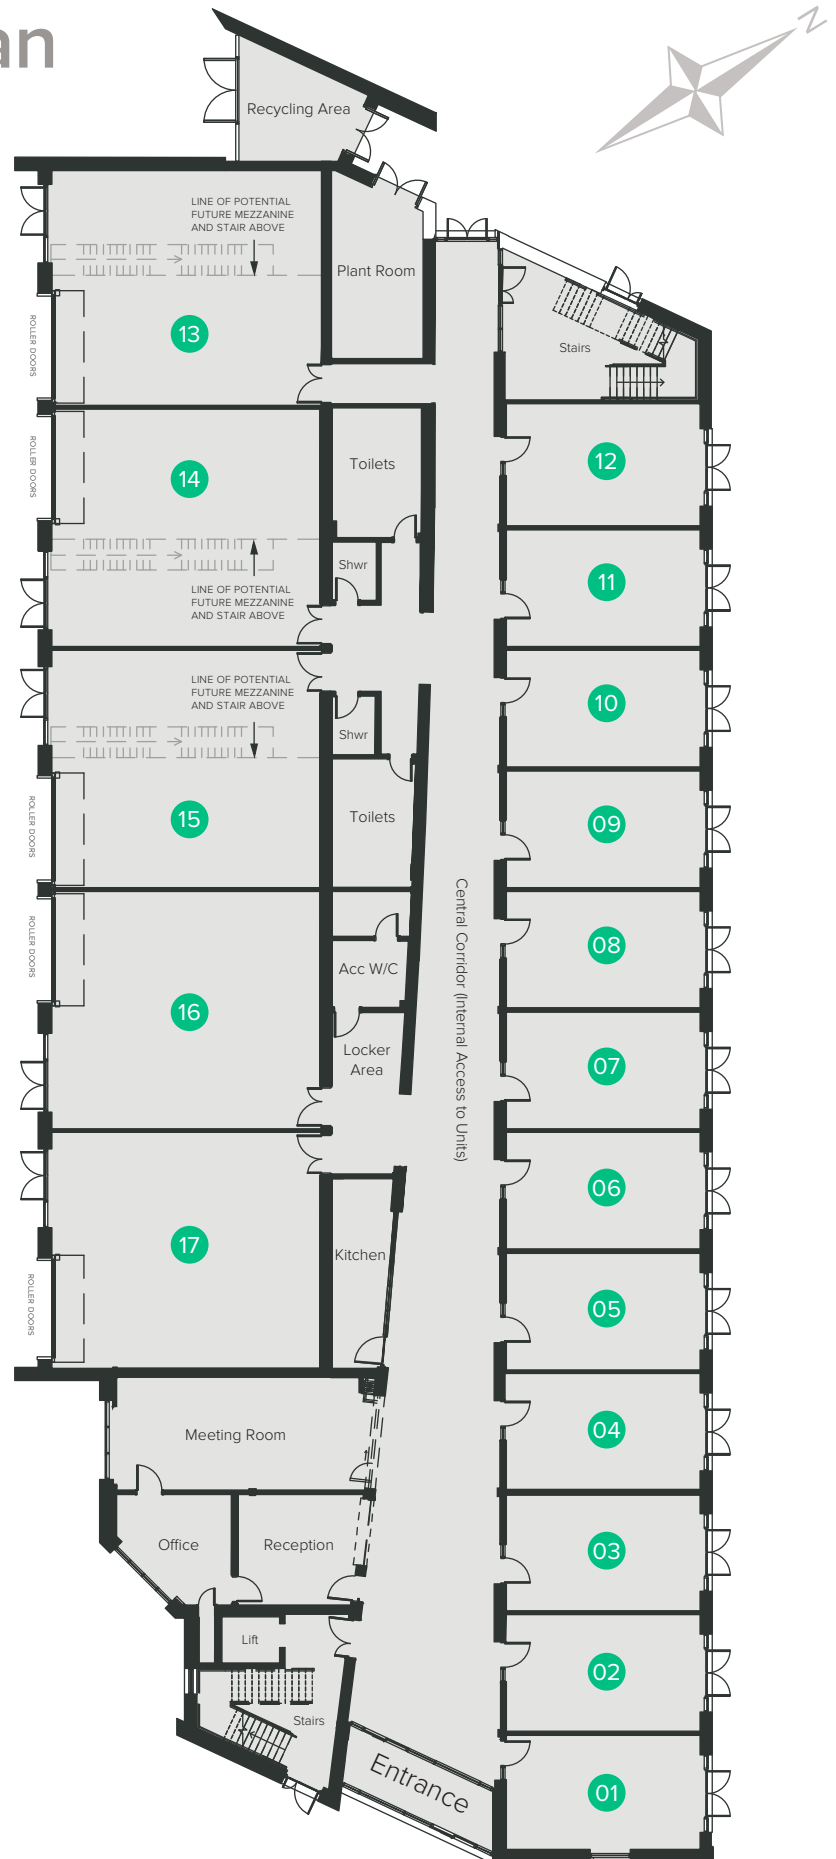 an
N
Recycling Area
LINE OF POTENTIAL
FUTURE MEZZANINE
AND STAIR ABOVE
Plant Room
ROLLER DOORS
13
Stairs
ROLLER DOORS
14
Toilets
12
Shwr
11
LINE OF POTENTIAL
FUTURE MEZZANINE
AND STAIR ABOVE
LINE OF POTENTIAL
FUTURE MEZZANINE
AND STAIR ABOVE
10
Shwr
ROLLER DOORS
15
Toilets
09
Central Corridor (Internal Access to Units)
ROLLER DOORS
08
Acc W/C
16
Locker
Area
07
06
17
Kitchen
ROLLER DOORS
05
Meeting Room
04
Office
Reception
03
Lift
02
Stairs
Entrance
01